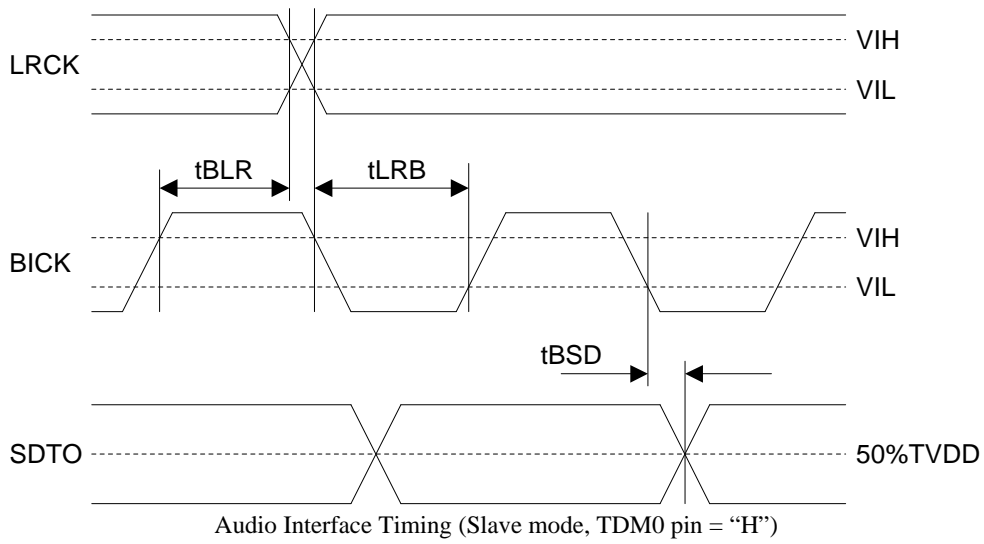 LRCK
VIH
VIL
tBLR
tLRB
BICK
VIH
VIL
tBSD
SDTO
50%TVDD
Audio Interface Timing (Slave mode, TDM0 pin = “H”)